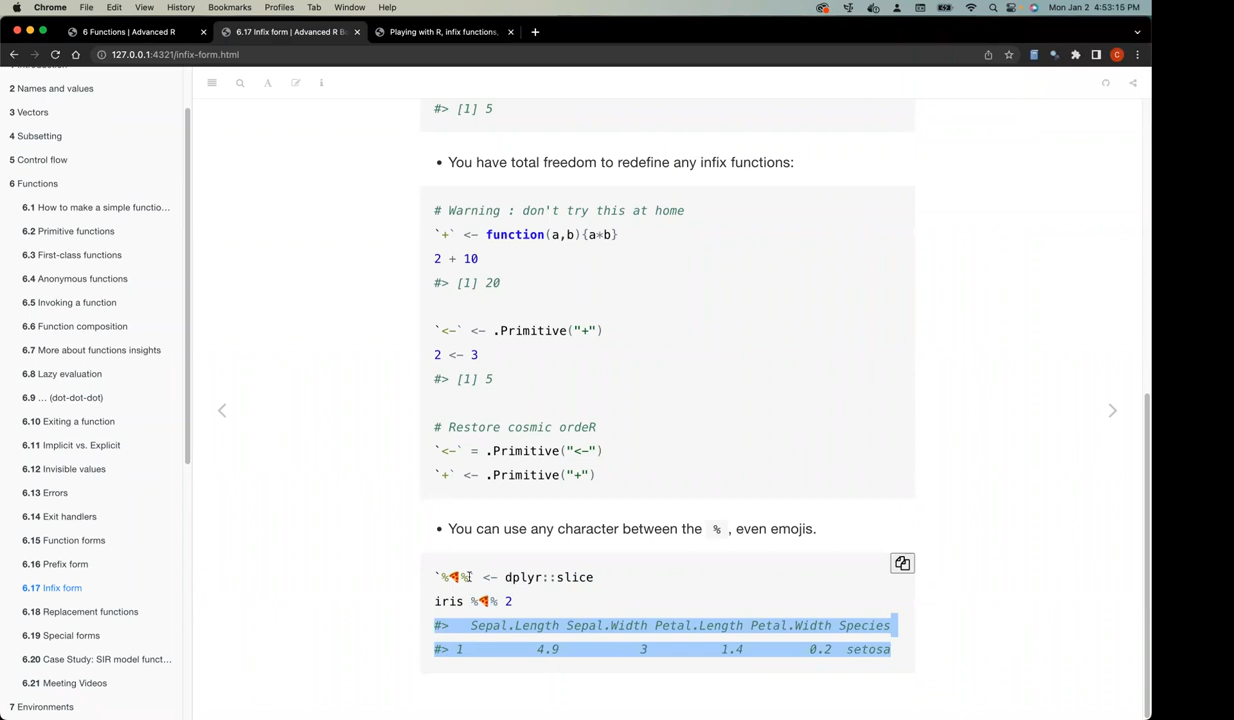 Chrome File Edit View History Bookmarks Profiles Tab Window Help Mon Jan 2 4:53:15 PM
6 Functions | Advanced R
6.17 Infix form | Advanced R Bo
Playing with R, infix functions,
127.0.0.1:4321/infix-form.html
2 Names and values
3 Vectors
4 Subsetting
5 Control flow
6 Functions
6.1 How to make a simple functio...
6.2 Primitive functions
6.3 First-class functions
6.4 Anonymous functions
6.5 Invoking a function
6.6 Function composition
6.7 More about functions insights
6.8 Lazy evaluation
6.9 ... (dot-dot-dot)
6.10 Exiting a function
6.11 Implicit vs. Explicit
6.12 Invisible values
6.13 Errors
6.14 Exit handlers
6.15 Function forms
6.16 Prefix form
6.17 Infix form
6.18 Replacement functions
6.19 Special forms
6.20 Case Study: SIR model funct...
6.21 Meeting Videos
7 Environments
#> [1] 5
• You have total freedom to redefine any infix functions:
# Warning : don't try this at home
`+` <- function(a,b){a*b}
2 + 10
#> [1] 20
`<-` <- .Primitive("+")
2 <- 3
#> [1] 5
# Restore cosmic ordeR
`<-` = .Primitive("<-")
`+` <- .Primitive("+")
• You can use any character between the % , even emojis.
`%🍕%` <- dplyr::slice
iris %🍕% 2
#> Sepal.Length Sepal.Width Petal.Length Petal.Width Species
#> 1 4.9 3 1.4 0.2 setosa